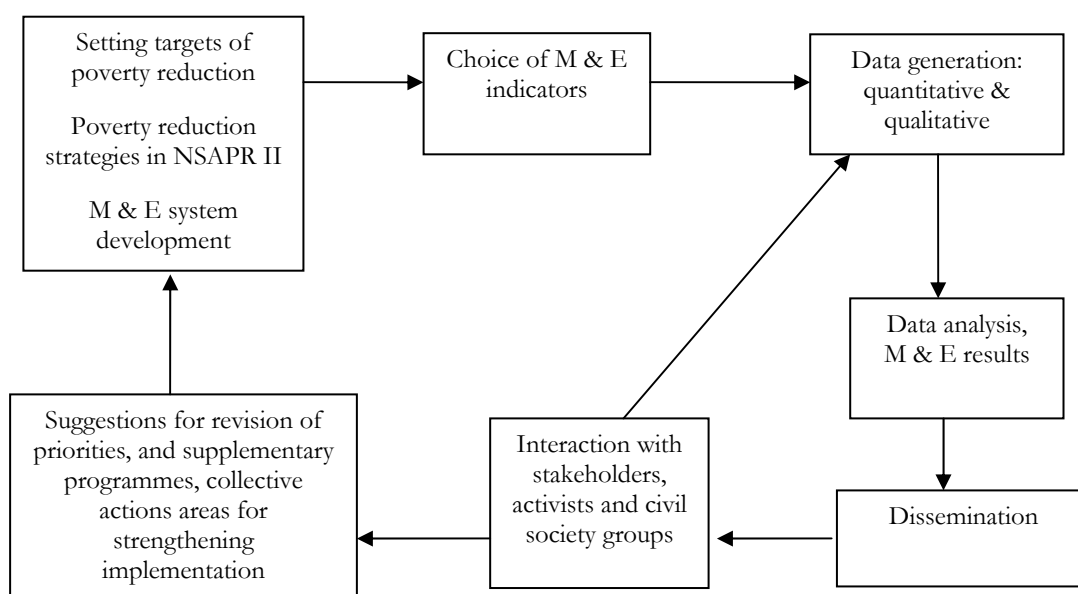 Setting targets of
poverty reduction
Poverty reduction
strategies in NSAPR II
M & E system
development
Choice of M & E
indicators
Data generation:
quantitative &
qualitative
Data analysis,
M & E results
Dissemination
Interaction with
stakeholders,
activists and civil
society groups
Suggestions for revision of
priorities, and supplementary
programmes, collective
actions areas for
strengthening
implementation